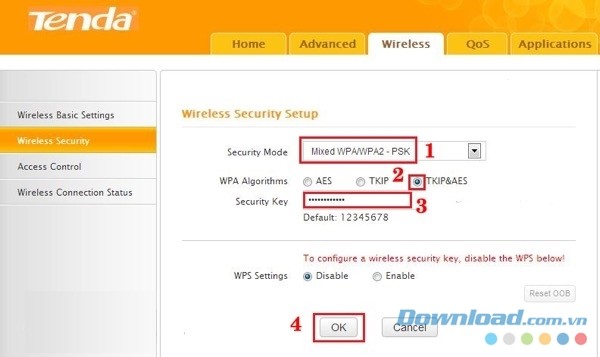 Tenda
Home Advanced Wireless QoS Applications
Wireless Basic Settings
Wireless Security
Access Control
Wireless Connection Status
Wireless Security Setup
Security Mode Mixed WPA/WPA2 - PSK 1
WPA Algorithms AES TKIP 2 TKIP&AES
Security Key •••••••••••• 3
Default: 12345678
To configure a wireless security key, disable the WPS below!
WPS Settings Disable Enable
Reset OOB
4 OK Cancel
Download.com.vn